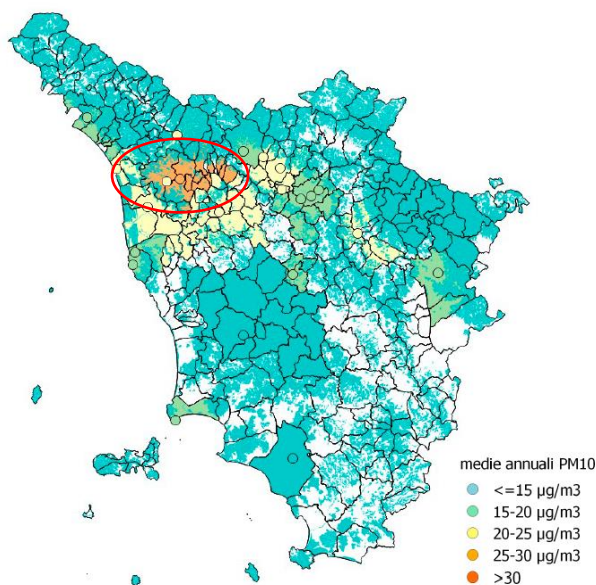 medie annuali PM10
<=15 µg/m3
15-20 µg/m3
20-25 µg/m3
25-30 µg/m3
>30